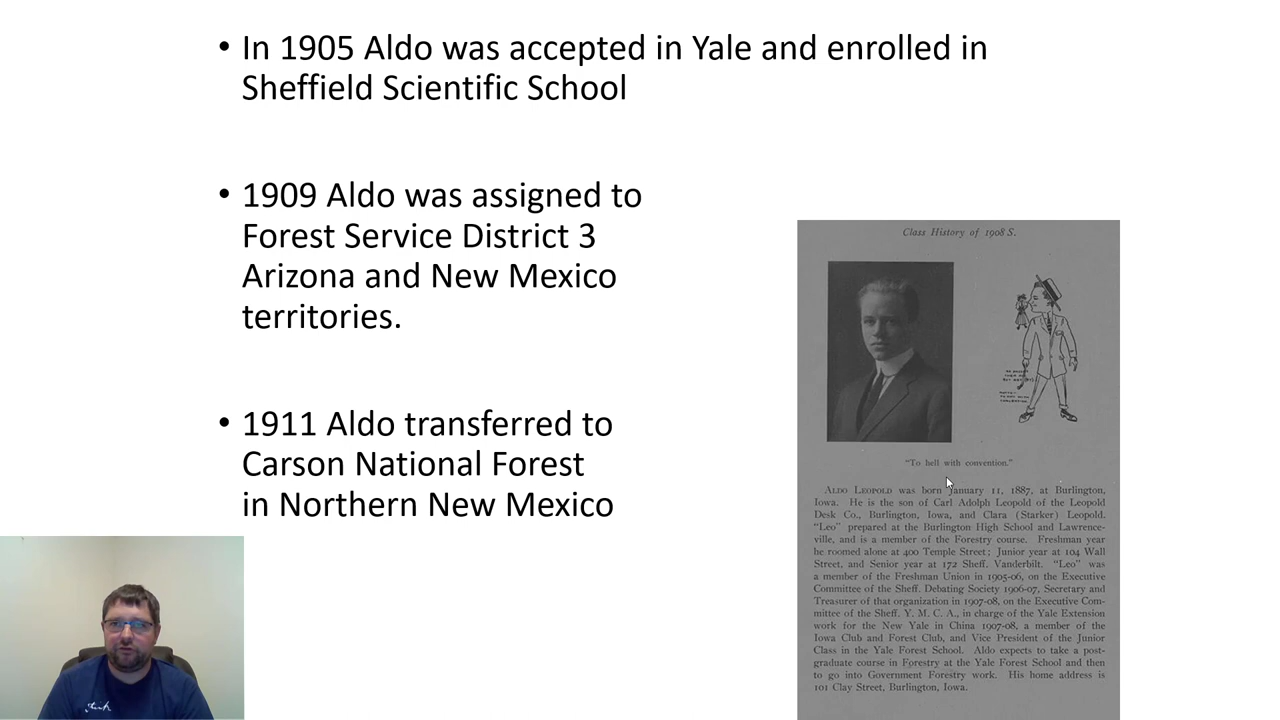 • In 1905 Aldo was accepted in Yale and enrolled in
Sheffield Scientific School
• 1909 Aldo was assigned to
Forest Service District 3
Arizona and New Mexico
territories.
• 1911 Aldo transferred to
Carson National Forest
in Northern New Mexico
Class History of 1908 S.
"To hell with convention."
Aldo Leopold was born January 11, 1887, at Burlington,
Iowa. He is the son of Carl Adolph Leopold of the Leopold
Desk Co., Burlington, Iowa, and Clara (Starker) Leopold.
"Leo" prepared at the Burlington High School and Lawrence-
ville, and is a member of the Forestry course. Freshman year
he roomed alone at 400 Temple Street; Junior year at 104 Wall
Street, and Senior year at 172 Sheff. Vanderbilt. "Leo" was
a member of the Freshman Union in 1905-06, on the Executive
Committee of the Sheff. Debating Society 1906-07, Secretary and
Treasurer of that organization in 1907-08, on the Executive Com-
mittee of the Sheff. Y. M. C. A., in charge of the Yale Extension
work for the New Yale in China 1907-08, a member of the
Iowa Club and Forest Club, and Vice President of the Junior
Class in the Yale Forest School. Aldo expects to take a post-
graduate course in Forestry at the Yale Forest School and then
to go into Government Forestry work. His home address is
101 Clay Street, Burlington, Iowa.